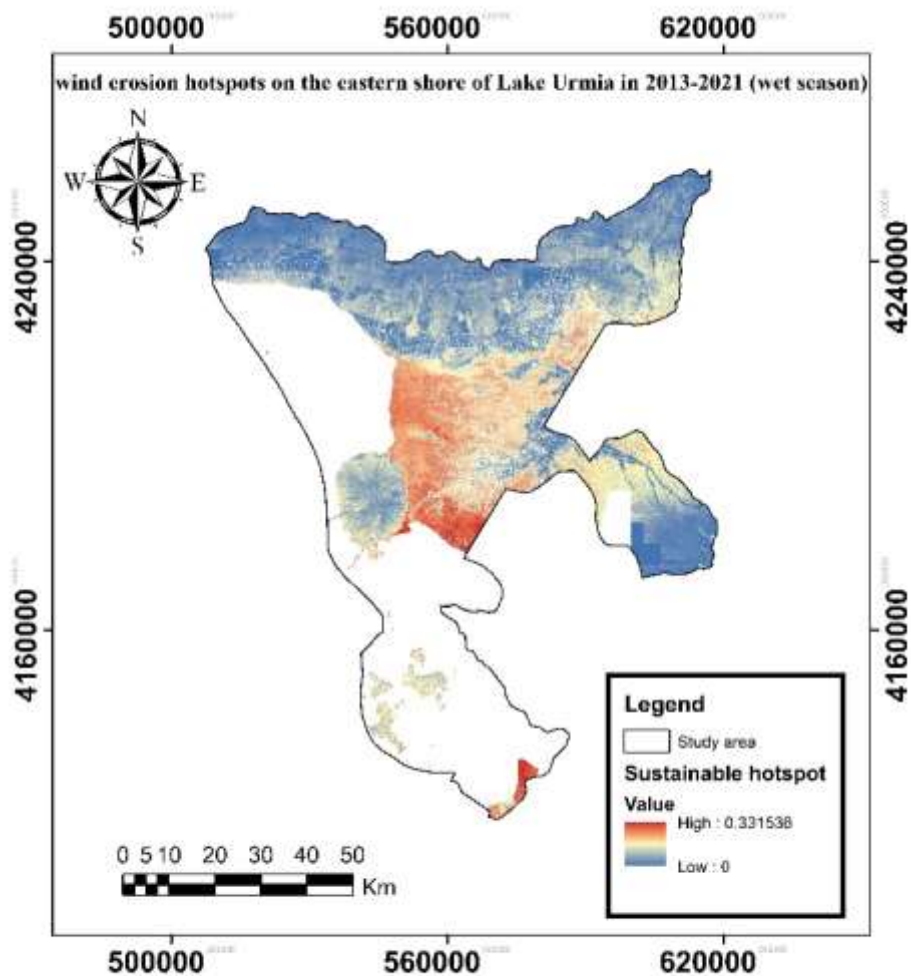 500000 560000 620000
wind erosion hotspots on the eastern shore of Lake Urmia in 2013-2021 (wet season)
N
W E
S
4240000 4240000
4160000 4160000
Legend
Study area
Sustainable hotspot
Value
High : 0.331538
Low : 0
0 5 10 20 30 40 50
Km
500000 560000 620000